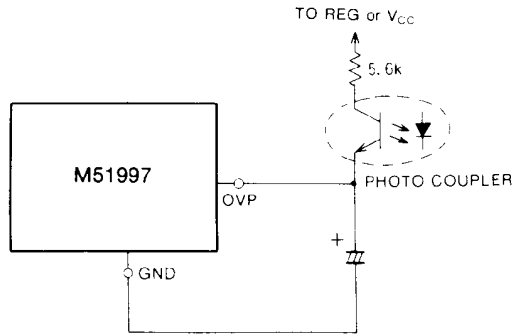 TO REG or VCC
5.6k
M51997
OVP
PHOTO COUPLER
+
GND